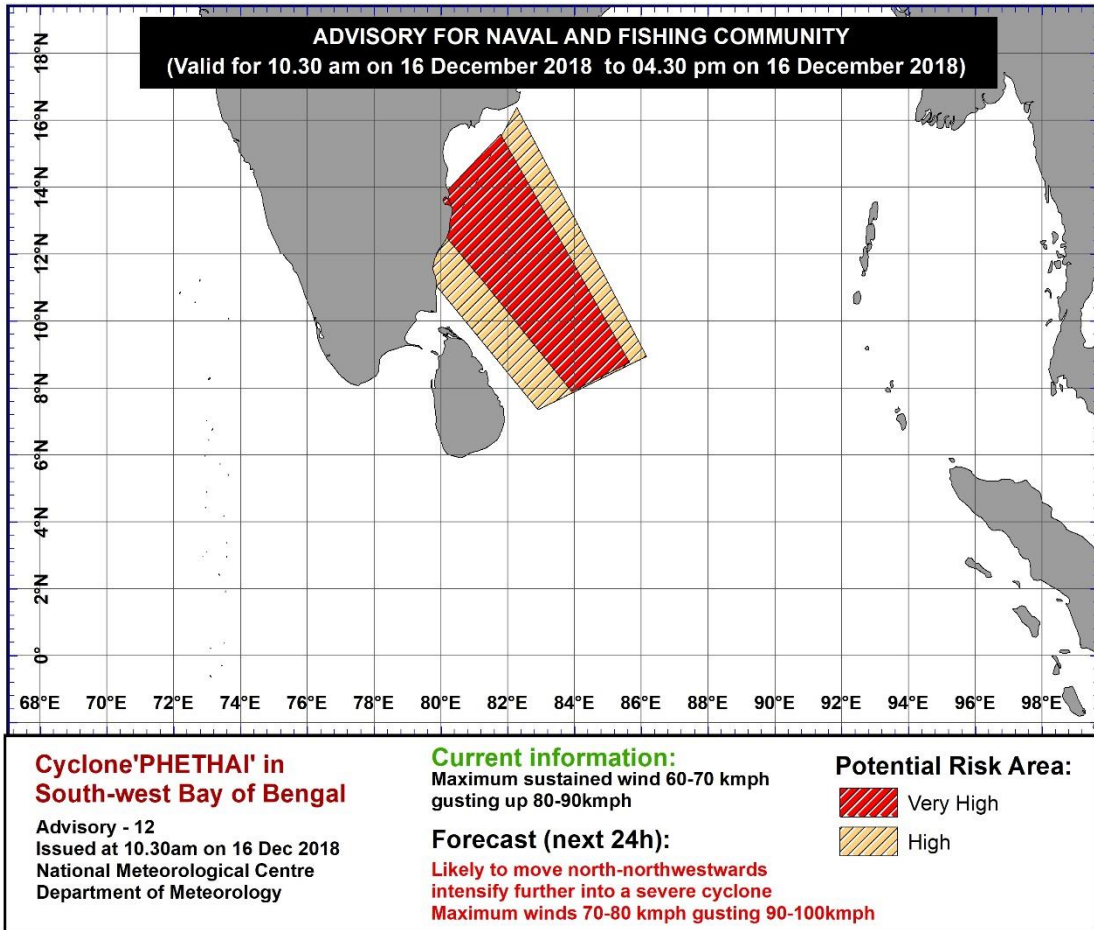 ADVISORY FOR NAVAL AND FISHING COMMUNITY
(Valid for 10.30 am on 16 December 2018 to 04.30 pm on 16 December 2018)
18°N
16°N
14°N
12°N
10°N
8°N
6°N
4°N
2°N
0°
68°E 70°E 72°E 74°E 76°E 78°E 80°E 82°E 84°E 86°E 88°E 90°E 92°E 94°E 96°E 98°E
Cyclone'PHETHAI' in
South-west Bay of Bengal
Advisory - 12
Issued at 10.30am on 16 Dec 2018
National Meteorological Centre
Department of Meteorology
Current information:
Maximum sustained wind 60-70 kmph
gusting up 80-90kmph
Forecast (next 24h):
Likely to move north-northwestwards
intensify further into a severe cyclone
Maximum winds 70-80 kmph gusting 90-100kmph
Potential Risk Area:
Very High
High